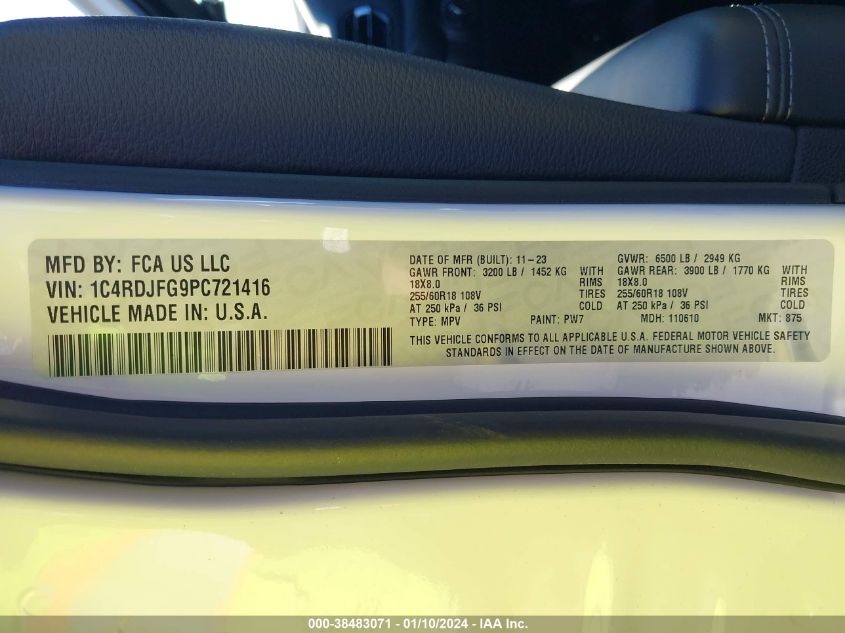 MFD BY: FCA US LLC
VIN: 1C4RDJFG9PC721416
VEHICLE MADE IN: U.S.A.
DATE OF MFR (BUILT): 11-23 GVWR: 6500 LB / 2949 KG
GAWR FRONT: 3200 LB / 1452 KG WITH GAWR REAR: 3900 LB / 1770 KG WITH
18X8.0 RIMS 18X8.0 RIMS
255/60R18 108V TIRES 255/60R18 108V TIRES
AT 250 kPa / 36 PSI COLD AT 250 kPa / 36 PSI COLD
TYPE: MPV PAINT: PW7 MDH: 110610 MKT: 875
THIS VEHICLE CONFORMS TO ALL APPLICABLE U.S.A. FEDERAL MOTOR VEHICLE SAFETY
STANDARDS IN EFFECT ON THE DATE OF MANUFACTURE SHOWN ABOVE.
000-38483071 - 01/10/2024 - IAA Inc.